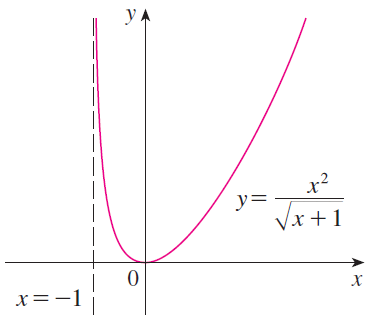 y
y = x² / √(x + 1)
0
x
x = −1